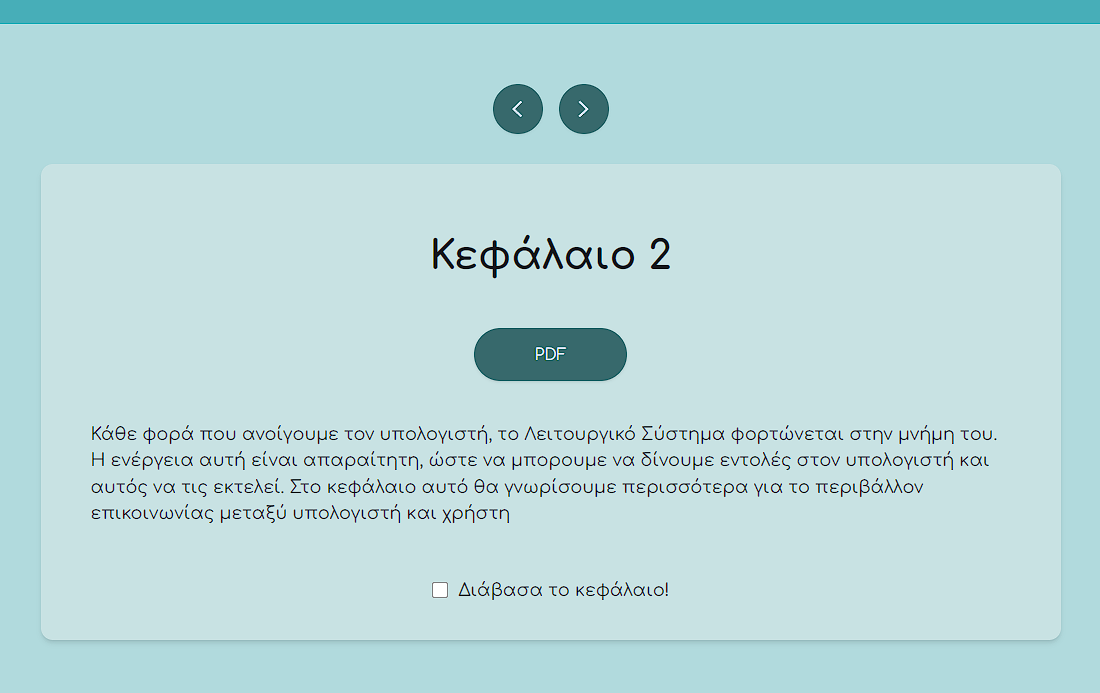 Κεφάλαιο 2
PDF
Κάθε φορά που ανοίγουμε τον υπολογιστή, το Λειτουργικό Σύστημα φορτώνεται στην μνήμη του.
Η ενέργεια αυτή είναι απαραίτητη, ώστε να μπορουμε να δίνουμε εντολές στον υπολογιστή και
αυτός να τις εκτελεί. Στο κεφάλαιο αυτό θα γνωρίσουμε περισσότερα για το περιβάλλον
επικοινωνίας μεταξύ υπολογιστή και χρήστη
Διάβασα το κεφάλαιο!